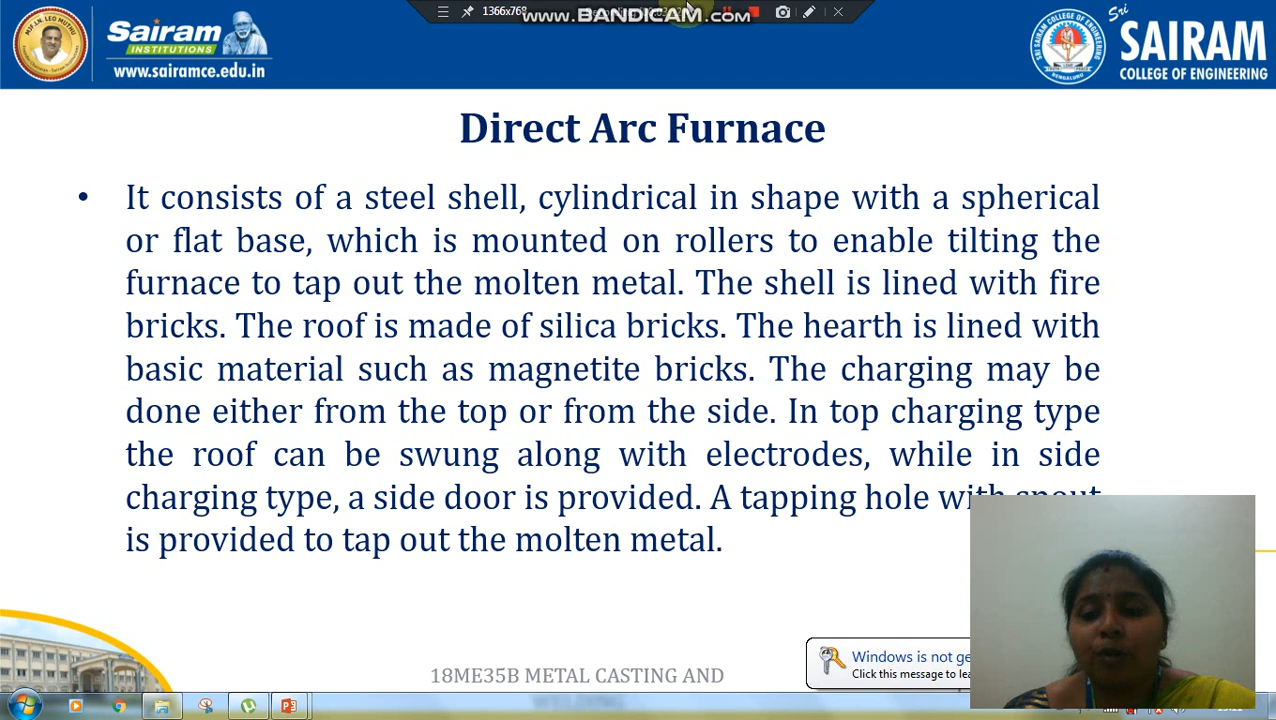 1366x768
www.BANDICAM.com
Sairam
INSTITUTIONS
www.sairamce.edu.in
Sri
SAIRAM
COLLEGE OF ENGINEERING
Direct Arc Furnace
• It consists of a steel shell, cylindrical in shape with a spherical
or flat base, which is mounted on rollers to enable tilting the
furnace to tap out the molten metal. The shell is lined with fire
bricks. The roof is made of silica bricks. The hearth is lined with
basic material such as magnetite bricks. The charging may be
done either from the top or from the side. In top charging type
the roof can be swung along with electrodes, while in side
charging type, a side door is provided. A tapping hole with spout
is provided to tap out the molten metal.
18ME35B METAL CASTING AND
WELDING
Windows is not ge
Click this message to lea